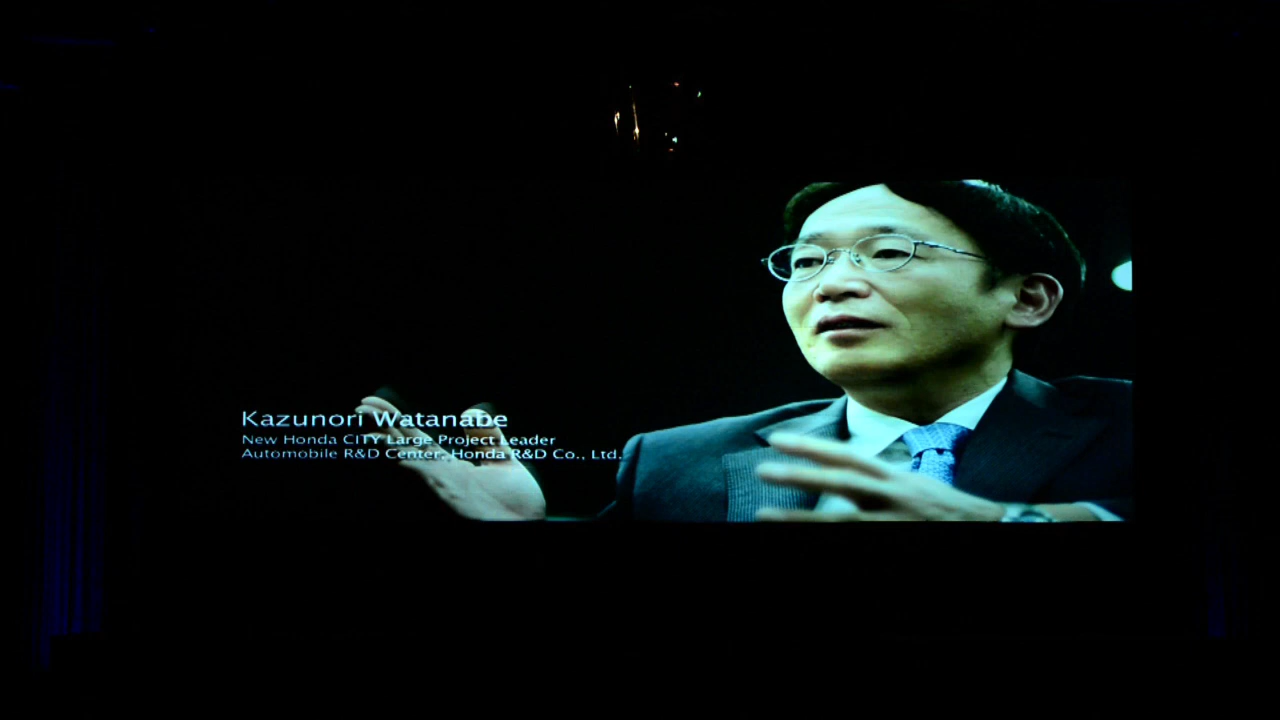 Kazunori Watanabe
New Honda CITY Large Project Leader
Automobile R&D Center, Honda R&D Co., Ltd.